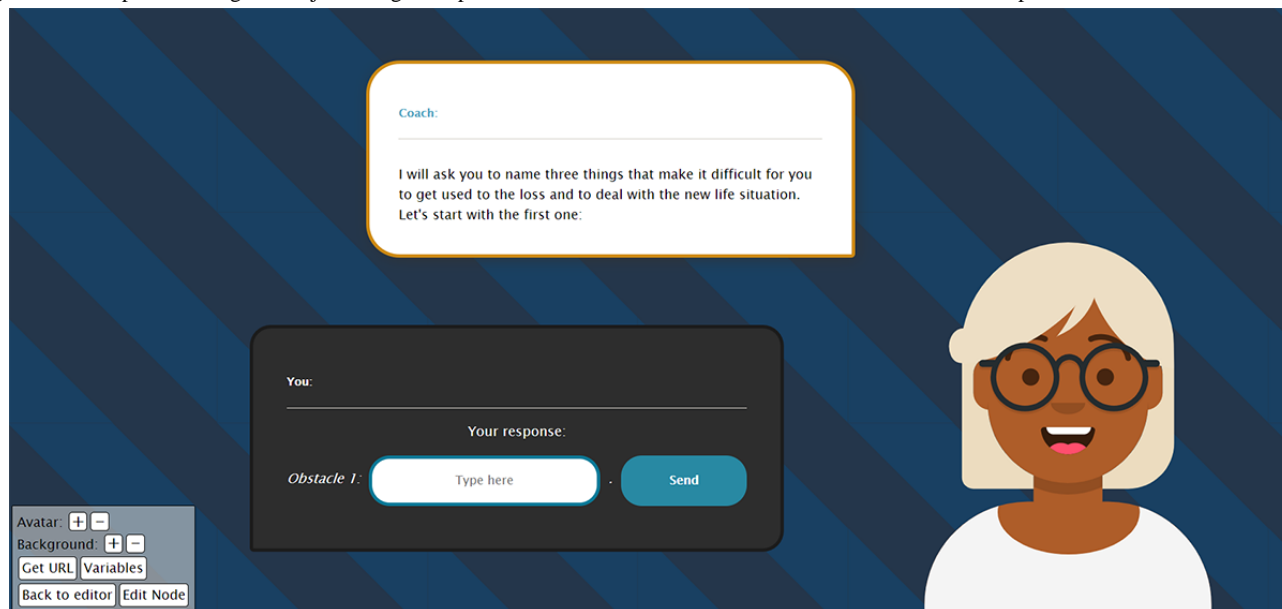 Coach:
I will ask you to name three things that make it difficult for you
to get used to the loss and to deal with the new life situation.
Let's start with the first one:
You:
Your response:
Obstacle 1: Type here . Send
Avatar: + −
Background: + −
Get URL Variables
Back to editor Edit Node